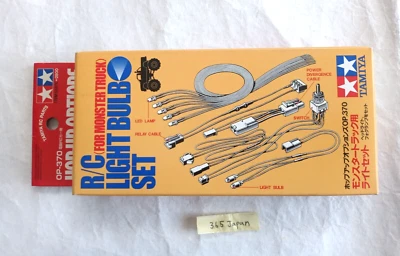 TAMIYA
OP-370
HOP-UP OPTIONS
R/C
(FOR MONSTER TRUCK)
LIGHT BULB
SET
POWER
DIVERGENCE
CABLE
LED LAMP
RELAY CABLE
SWITCH
LIGHT BULB
TAMIYA
ホップアップオプションズ OP.370
モンスタートラック用
ライトセット
365 Japan